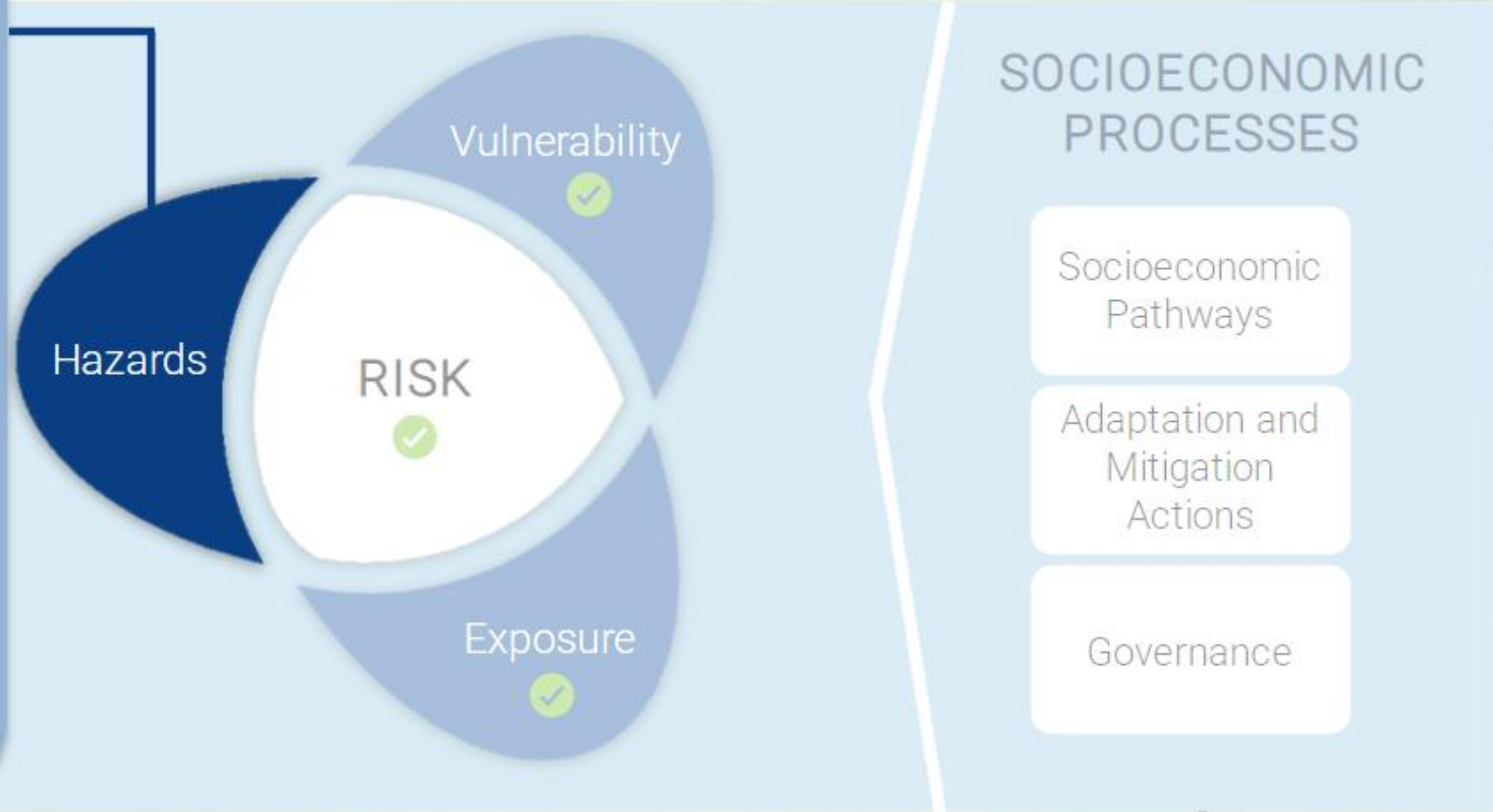 Vulnerability
Hazards
RISK
Exposure
SOCIOECONOMIC
PROCESSES
Socioeconomic
Pathways
Adaptation and
Mitigation
Actions
Governance